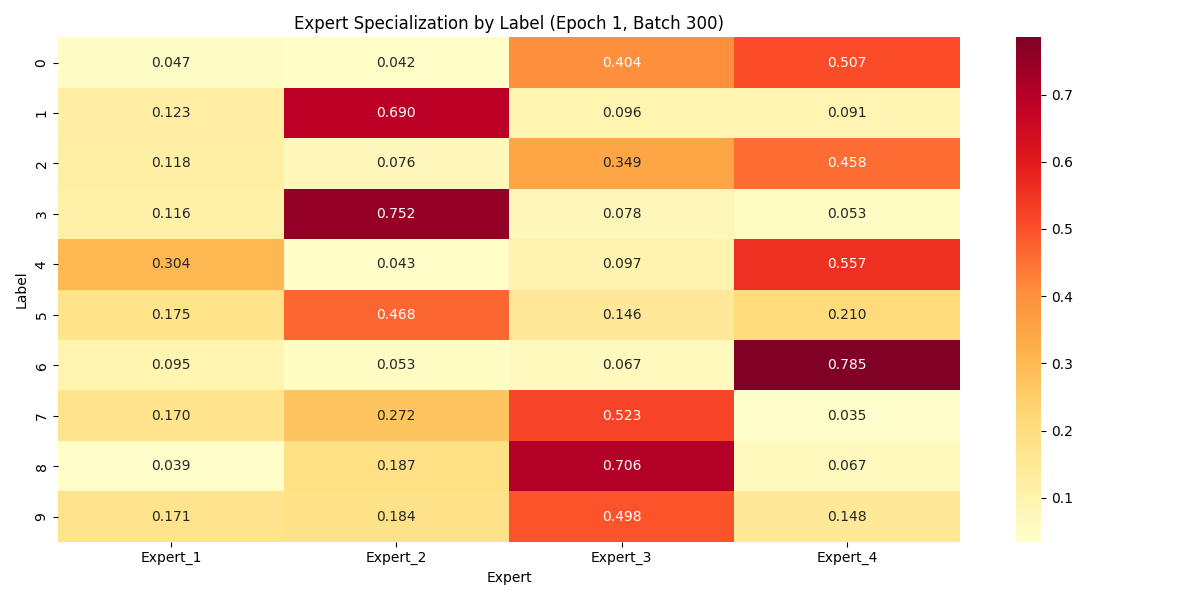 Expert Specialization by Label (Epoch 1, Batch 300)
0 0.047 0.042 0.404 0.507
1 0.123 0.690 0.096 0.091
2 0.118 0.076 0.349 0.458
3 0.116 0.752 0.078 0.053
4 0.304 0.043 0.097 0.557
5 0.175 0.468 0.146 0.210
6 0.095 0.053 0.067 0.785
7 0.170 0.272 0.523 0.035
8 0.039 0.187 0.706 0.067
9 0.171 0.184 0.498 0.148
Label
Expert_1 Expert_2 Expert_3 Expert_4
Expert
0.7
0.6
0.5
0.4
0.3
0.2
0.1